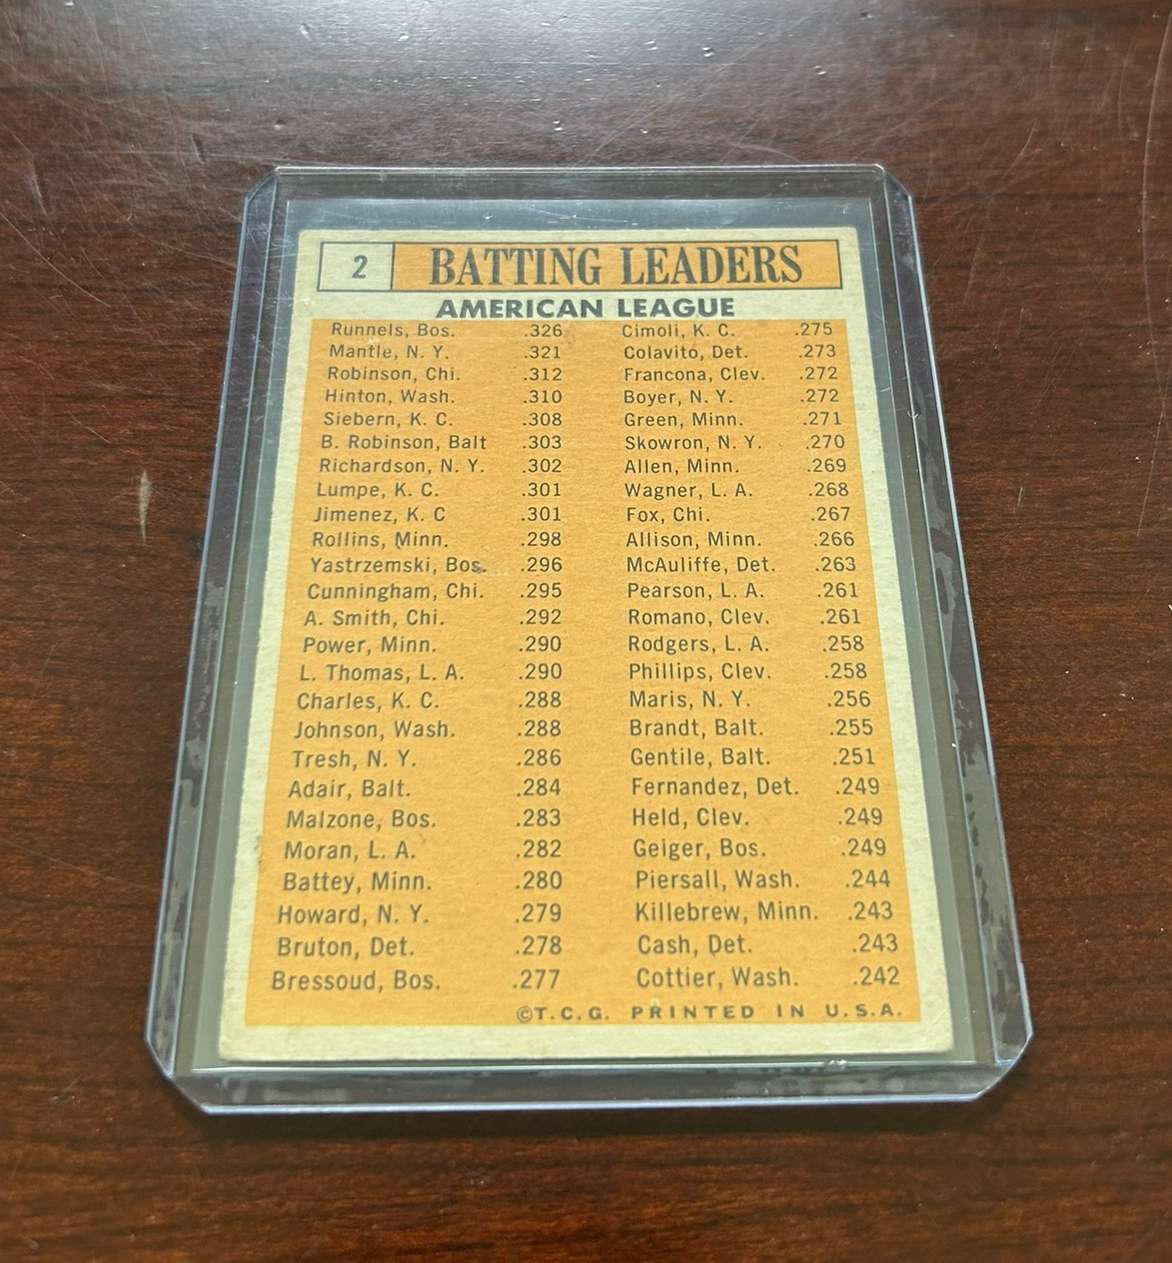 2 BATTING LEADERS
AMERICAN LEAGUE
Runnels, Bos. .326 Cimoli, K. C. .275
Mantle, N. Y. .321 Colavito, Det. .273
Robinson, Chi. .312 Francona, Clev. .272
Hinton, Wash. .310 Boyer, N. Y. .272
Siebern, K. C. .308 Green, Minn. .271
B. Robinson, Balt .303 Skowron, N. Y. .270
Richardson, N. Y. .302 Allen, Minn. .269
Lumpe, K. C. .301 Wagner, L. A. .268
Jimenez, K. C .301 Fox, Chi. .267
Rollins, Minn. .298 Allison, Minn. .266
Yastrzemski, Bos. .296 McAuliffe, Det. .263
Cunningham, Chi. .295 Pearson, L. A. .261
A. Smith, Chi. .292 Romano, Clev. .261
Power, Minn. .290 Rodgers, L. A. .258
L. Thomas, L. A. .290 Phillips, Clev. .258
Charles, K. C. .288 Maris, N. Y. .256
Johnson, Wash. .288 Brandt, Balt. .255
Tresh, N. Y. .286 Gentile, Balt. .251
Adair, Balt. .284 Fernandez, Det. .249
Malzone, Bos. .283 Held, Clev. .249
Moran, L. A. .282 Geiger, Bos. .249
Battey, Minn. .280 Piersall, Wash. .244
Howard, N. Y. .279 Killebrew, Minn. .243
Bruton, Det. .278 Cash, Det. .243
Bressoud, Bos. .277 Cottier, Wash. .242
©T.C.G. PRINTED IN U.S.A.